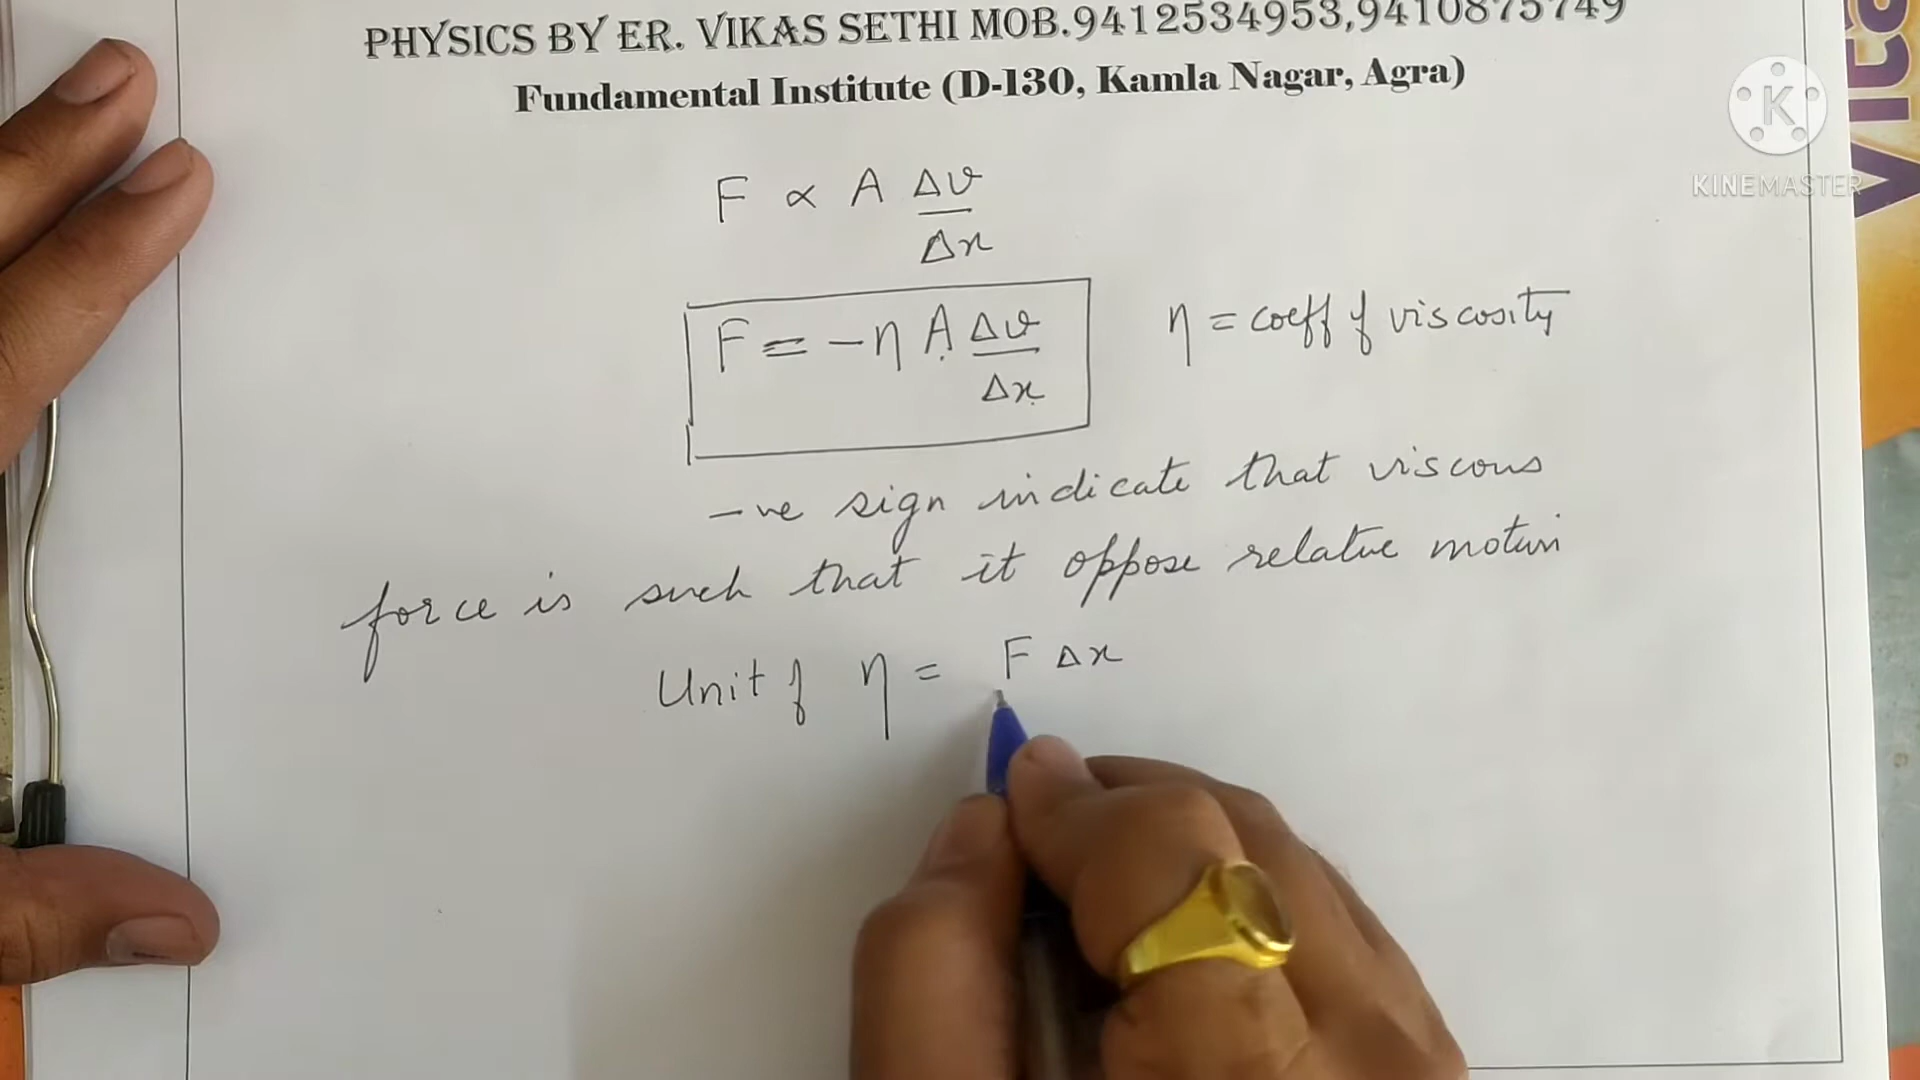 PHYSICS BY ER. VIKAS SETHI MOB.9412534953,9410875749
Fundamental Institute (D-130, Kamla Nagar, Agra)
K
KINEMASTER
F ∝ A Δv/Δx
F = -η A Δv/Δx
η = coeff of viscosity
-ve sign indicate that viscous
force is such that it oppose relative motion
Unit of η = F Δx